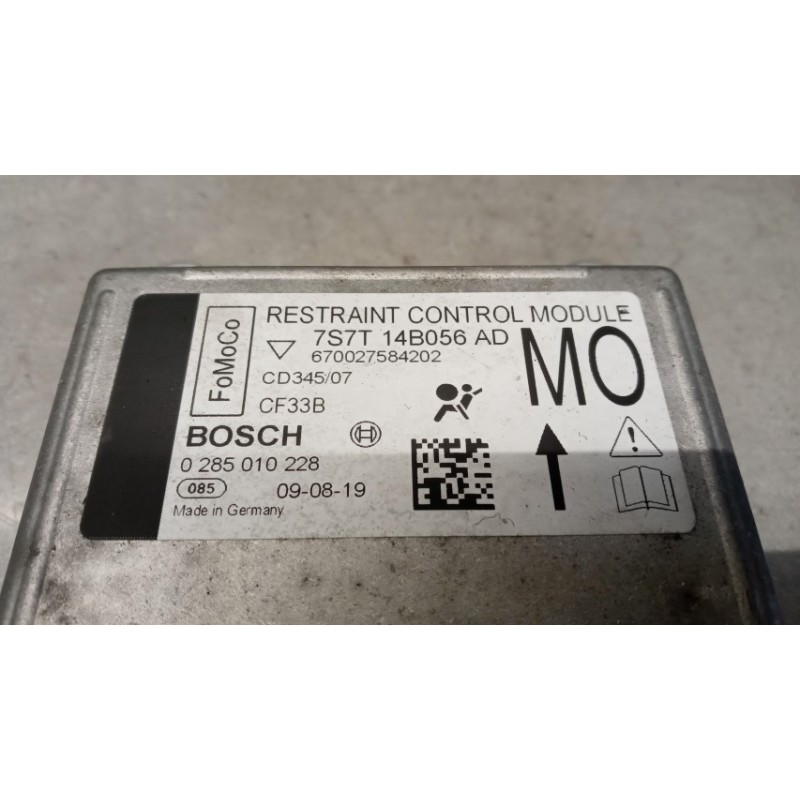 FoMoCo
RESTRAINT CONTROL MODULE
7S7T 14B056 AD
670027584202
CD345/07
CF33B
MO
BOSCH
0 285 010 228
085
09-08-19
Made in Germany